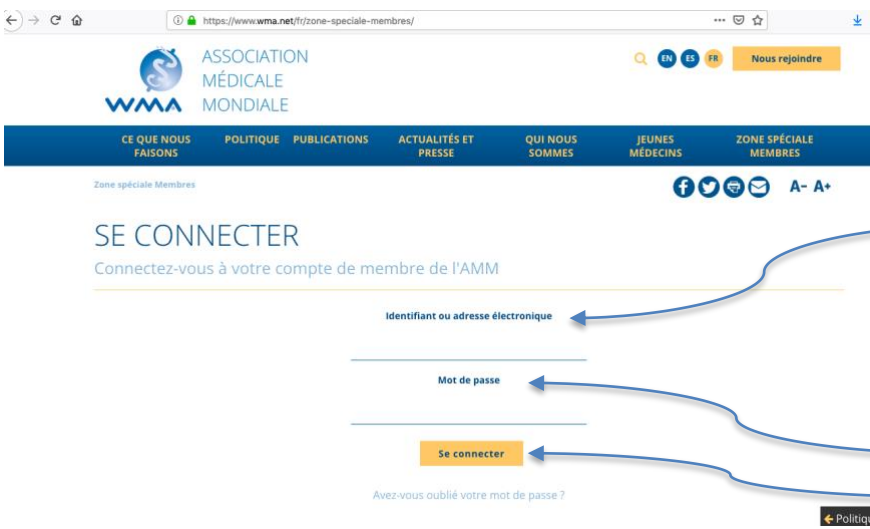 https://www.wma.net/fr/zone-speciale-membres/
ASSOCIATION
MÉDICALE
MONDIALE
WMA
EN ES FR
Nous rejoindre
CE QUE NOUS FAISONS
POLITIQUE
PUBLICATIONS
ACTUALITÉS ET PRESSE
QUI NOUS SOMMES
JEUNES MÉDECINS
ZONE SPÉCIALE MEMBRES
Zone spéciale Membres
A- A+
SE CONNECTER
Connectez-vous à votre compte de membre de l'AMM
Identifiant ou adresse électronique
Mot de passe
Se connecter
Avez-vous oublié votre mot de passe ?